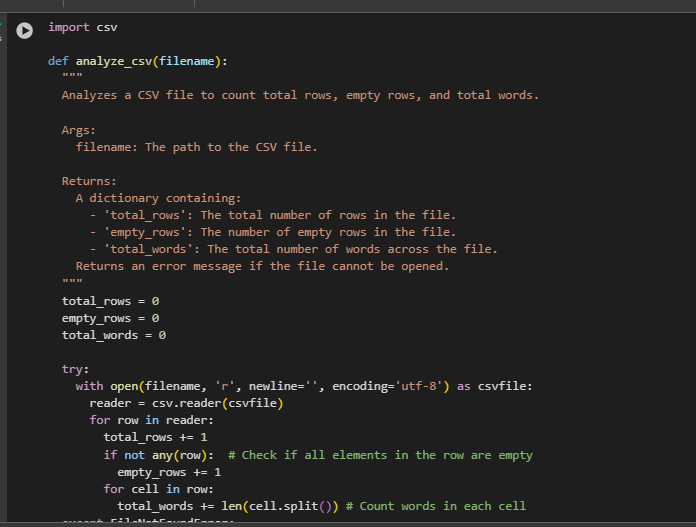 import csv

def analyze_csv(filename):
  """
  Analyzes a CSV file to count total rows, empty rows, and total words.

  Args:
    filename: The path to the CSV file.

  Returns:
    A dictionary containing:
      - 'total_rows': The total number of rows in the file.
      - 'empty_rows': The number of empty rows in the file.
      - 'total_words': The total number of words across the file.
    Returns an error message if the file cannot be opened.
  """
  total_rows = 0
  empty_rows = 0
  total_words = 0

  try:
    with open(filename, 'r', newline='', encoding='utf-8') as csvfile:
      reader = csv.reader(csvfile)
      for row in reader:
        total_rows += 1
        if not any(row):  # Check if all elements in the row are empty
          empty_rows += 1
        for cell in row:
          total_words += len(cell.split()) # Count words in each cell
  except FileNotFoundError: